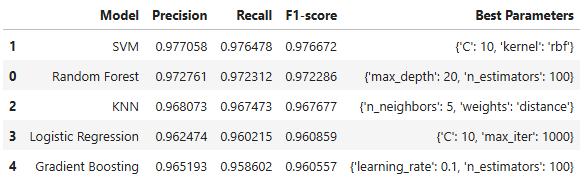 Model Precision Recall F1-score Best Parameters
1 SVM 0.977058 0.976478 0.976672 {'C': 10, 'kernel': 'rbf'}
0 Random Forest 0.972761 0.972312 0.972286 {'max_depth': 20, 'n_estimators': 100}
2 KNN 0.968073 0.967473 0.967677 {'n_neighbors': 5, 'weights': 'distance'}
3 Logistic Regression 0.962474 0.960215 0.960859 {'C': 10, 'max_iter': 1000}
4 Gradient Boosting 0.965193 0.958602 0.960557 {'learning_rate': 0.1, 'n_estimators': 100}